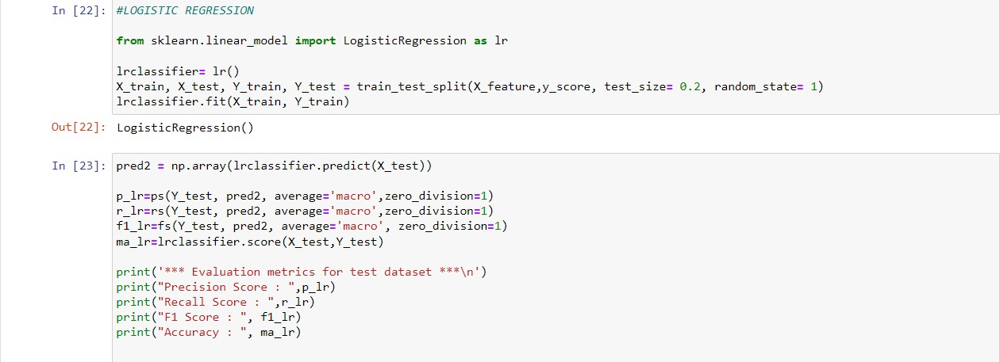 In [22]: #LOGISTIC REGRESSION
from sklearn.linear_model import LogisticRegression as lr
lrclassifier= lr()
X_train, X_test, Y_train, Y_test = train_test_split(X_feature,y_score, test_size= 0.2, random_state= 1)
lrclassifier.fit(X_train, Y_train)
Out[22]: LogisticRegression()
In [23]: pred2 = np.array(lrclassifier.predict(X_test))
p_lr=ps(Y_test, pred2, average='macro',zero_division=1)
r_lr=rs(Y_test, pred2, average='macro',zero_division=1)
f1_lr=fs(Y_test, pred2, average='macro', zero_division=1)
ma_lr=lrclassifier.score(X_test,Y_test)
print('*** Evaluation metrics for test dataset ***\n')
print("Precision Score : ",p_lr)
print("Recall Score : ",r_lr)
print("F1 Score : ", f1_lr)
print("Accuracy : ", ma_lr)